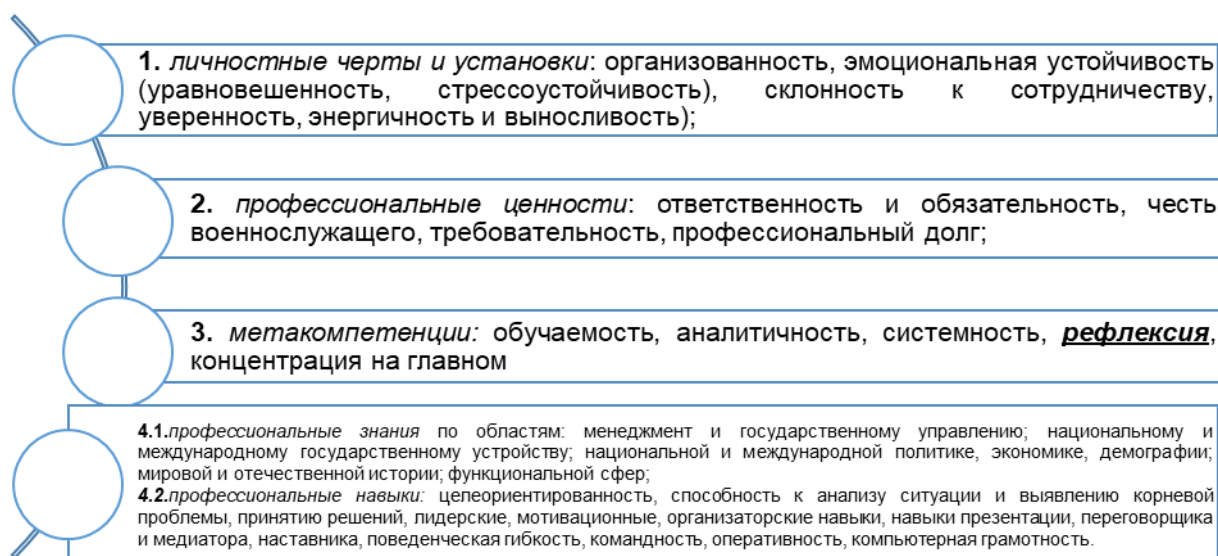 1. личностные черты и установки: организованность, эмоциональная устойчивость
(уравновешенность, стрессоустойчивость), склонность к сотрудничеству,
уверенность, энергичность и выносливость);
2. профессиональные ценности: ответственность и обязательность, честь
военнослужащего, требовательность, профессиональный долг;
3. метакомпетенции: обучаемость, аналитичность, системность, рефлексия,
концентрация на главном
4.1.профессиональные знания по областям: менеджмент и государственному управлению; национальному и
международному государственному устройству; национальной и международной политике, экономике, демографии;
мировой и отечественной истории; функциональной сфер;
4.2.профессиональные навыки: целеориентированность, способность к анализу ситуации и выявлению корневой
проблемы, принятию решений, лидерские, мотивационные, организаторские навыки, навыки презентации, переговорщика
и медиатора, наставника, поведенческая гибкость, командность, оперативность, компьютерная грамотность.